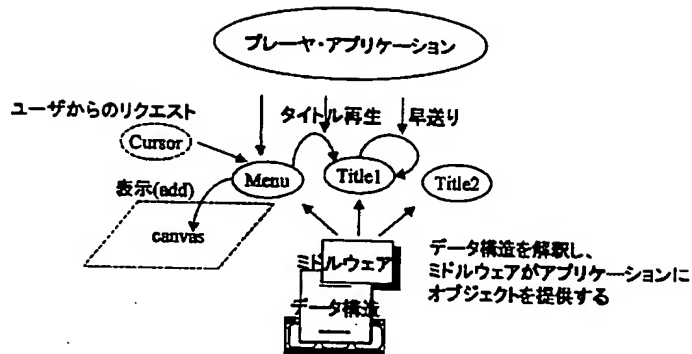 プレーヤ・アプリケーション
ユーザからのリクエスト
タイトル再生
早送り
Cursor
Menu
Title1
Title2
表示(add)
canvas
ミドルウェア
データ構造
データ構造を解釈し、
ミドルウェアがアプリケーションに
オブジェクトを提供する